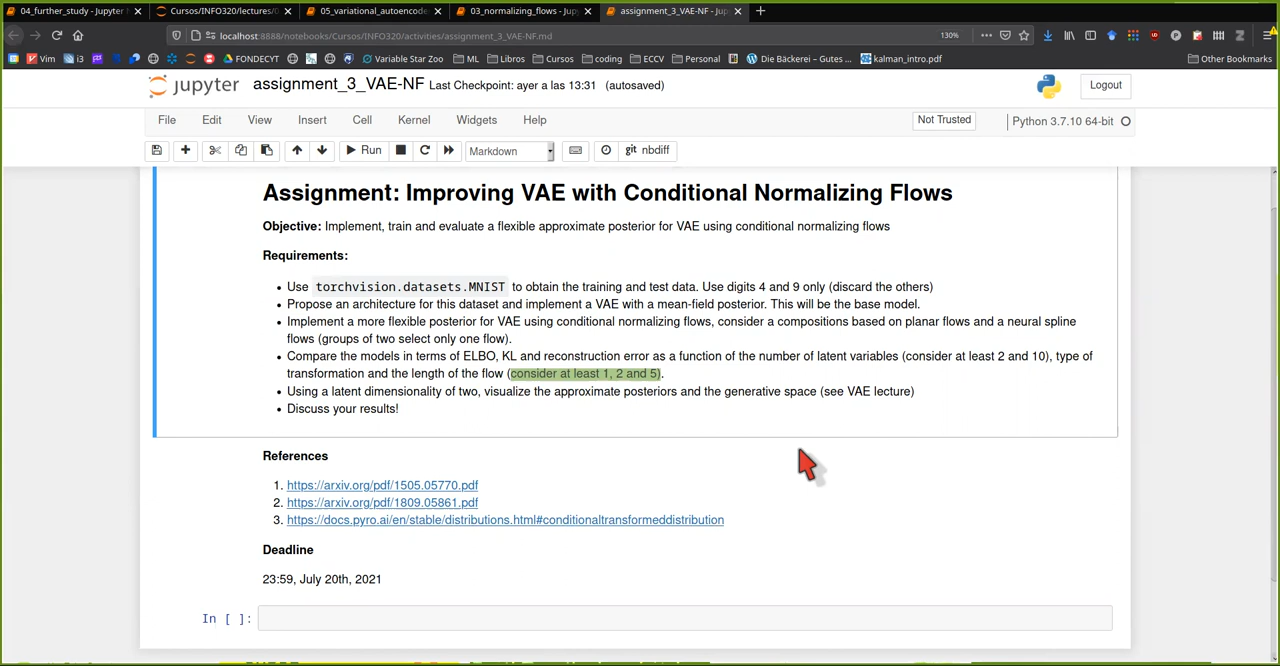 04_further_study - Jupyter N
Cursos/INFO320/lectures/0
05_variational_autoencode
03_normalizing_flows - Jup
assignment_3_VAE-NF - Jup
localhost:8888/notebooks/Cursos/INFO320/activities/assignment_3_VAE-NF.md
130%
Vim
i3
FONDECYT
Variable Star Zoo
ML
Libros
Cursos
coding
ECCV
Personal
Die Bäckerei – Gutes ...
kalman_intro.pdf
Other Bookmarks
jupyter assignment_3_VAE-NF Last Checkpoint: ayer a las 13:31 (autosaved)
Logout
File Edit View Insert Cell Kernel Widgets Help
Not Trusted
Python 3.7.10 64-bit
Run
Markdown
git nbdiff
Assignment: Improving VAE with Conditional Normalizing Flows
Objective: Implement, train and evaluate a flexible approximate posterior for VAE using conditional normalizing flows
Requirements:
• Use torchvision.datasets.MNIST to obtain the training and test data. Use digits 4 and 9 only (discard the others)
• Propose an architecture for this dataset and implement a VAE with a mean-field posterior. This will be the base model.
• Implement a more flexible posterior for VAE using conditional normalizing flows, consider a compositions based on planar flows and a neural spline
flows (groups of two select only one flow).
• Compare the models in terms of ELBO, KL and reconstruction error as a function of the number of latent variables (consider at least 2 and 10), type of
transformation and the length of the flow (consider at least 1, 2 and 5).
• Using a latent dimensionality of two, visualize the approximate posteriors and the generative space (see VAE lecture)
• Discuss your results!
References
1. https://arxiv.org/pdf/1505.05770.pdf
2. https://arxiv.org/pdf/1809.05861.pdf
3. https://docs.pyro.ai/en/stable/distributions.html#conditionaltransformeddistribution
Deadline
23:59, July 20th, 2021
In [ ]: